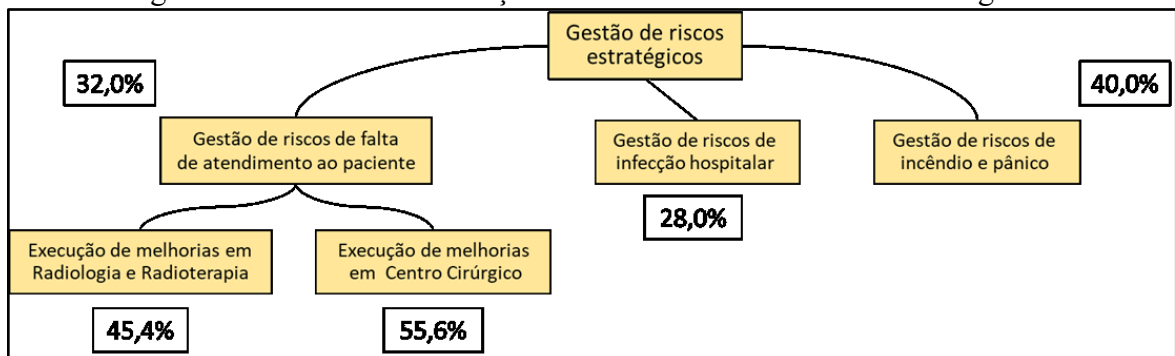 Gestão de riscos
estratégicos
32,0%
40,0%
Gestão de riscos de falta
de atendimento ao paciente
Gestão de riscos de
infecção hospitalar
Gestão de riscos de
incêndio e pânico
28,0%
Execução de melhorias em
Radiologia e Radioterapia
Execução de melhorias
em Centro Cirúrgico
45,4%
55,6%